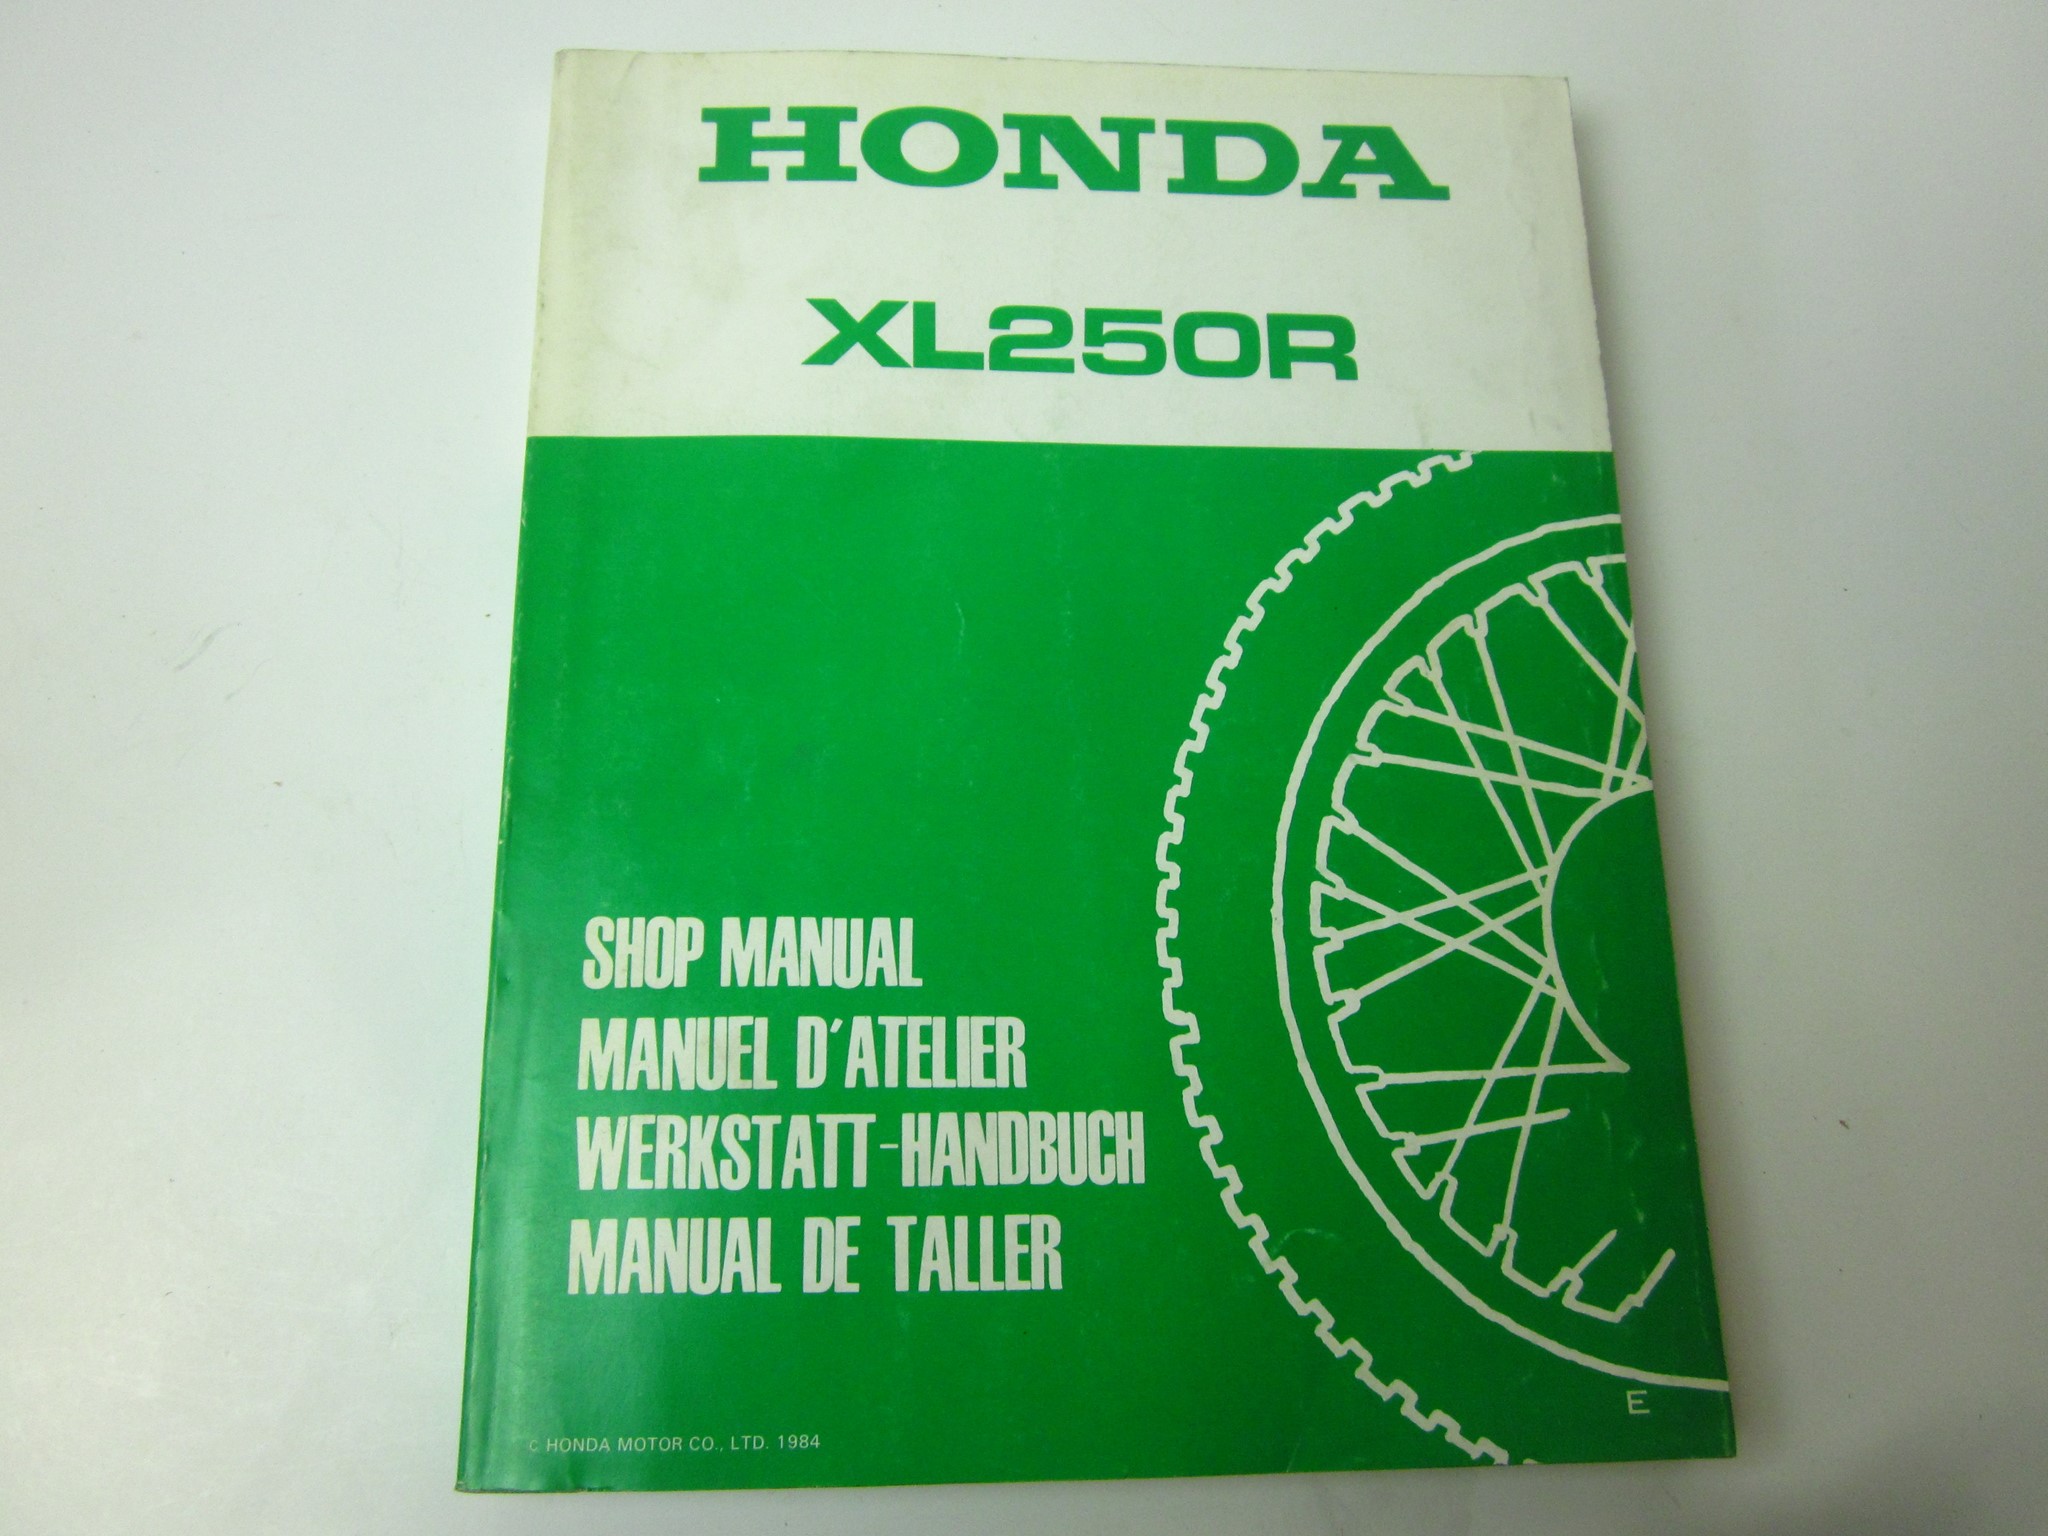 HONDA
XL250R
SHOP MANUAL
MANUEL D'ATELIER
WERKSTATT-HANDBUCH
MANUAL DE TALLER
E
© HONDA MOTOR CO., LTD. 1984